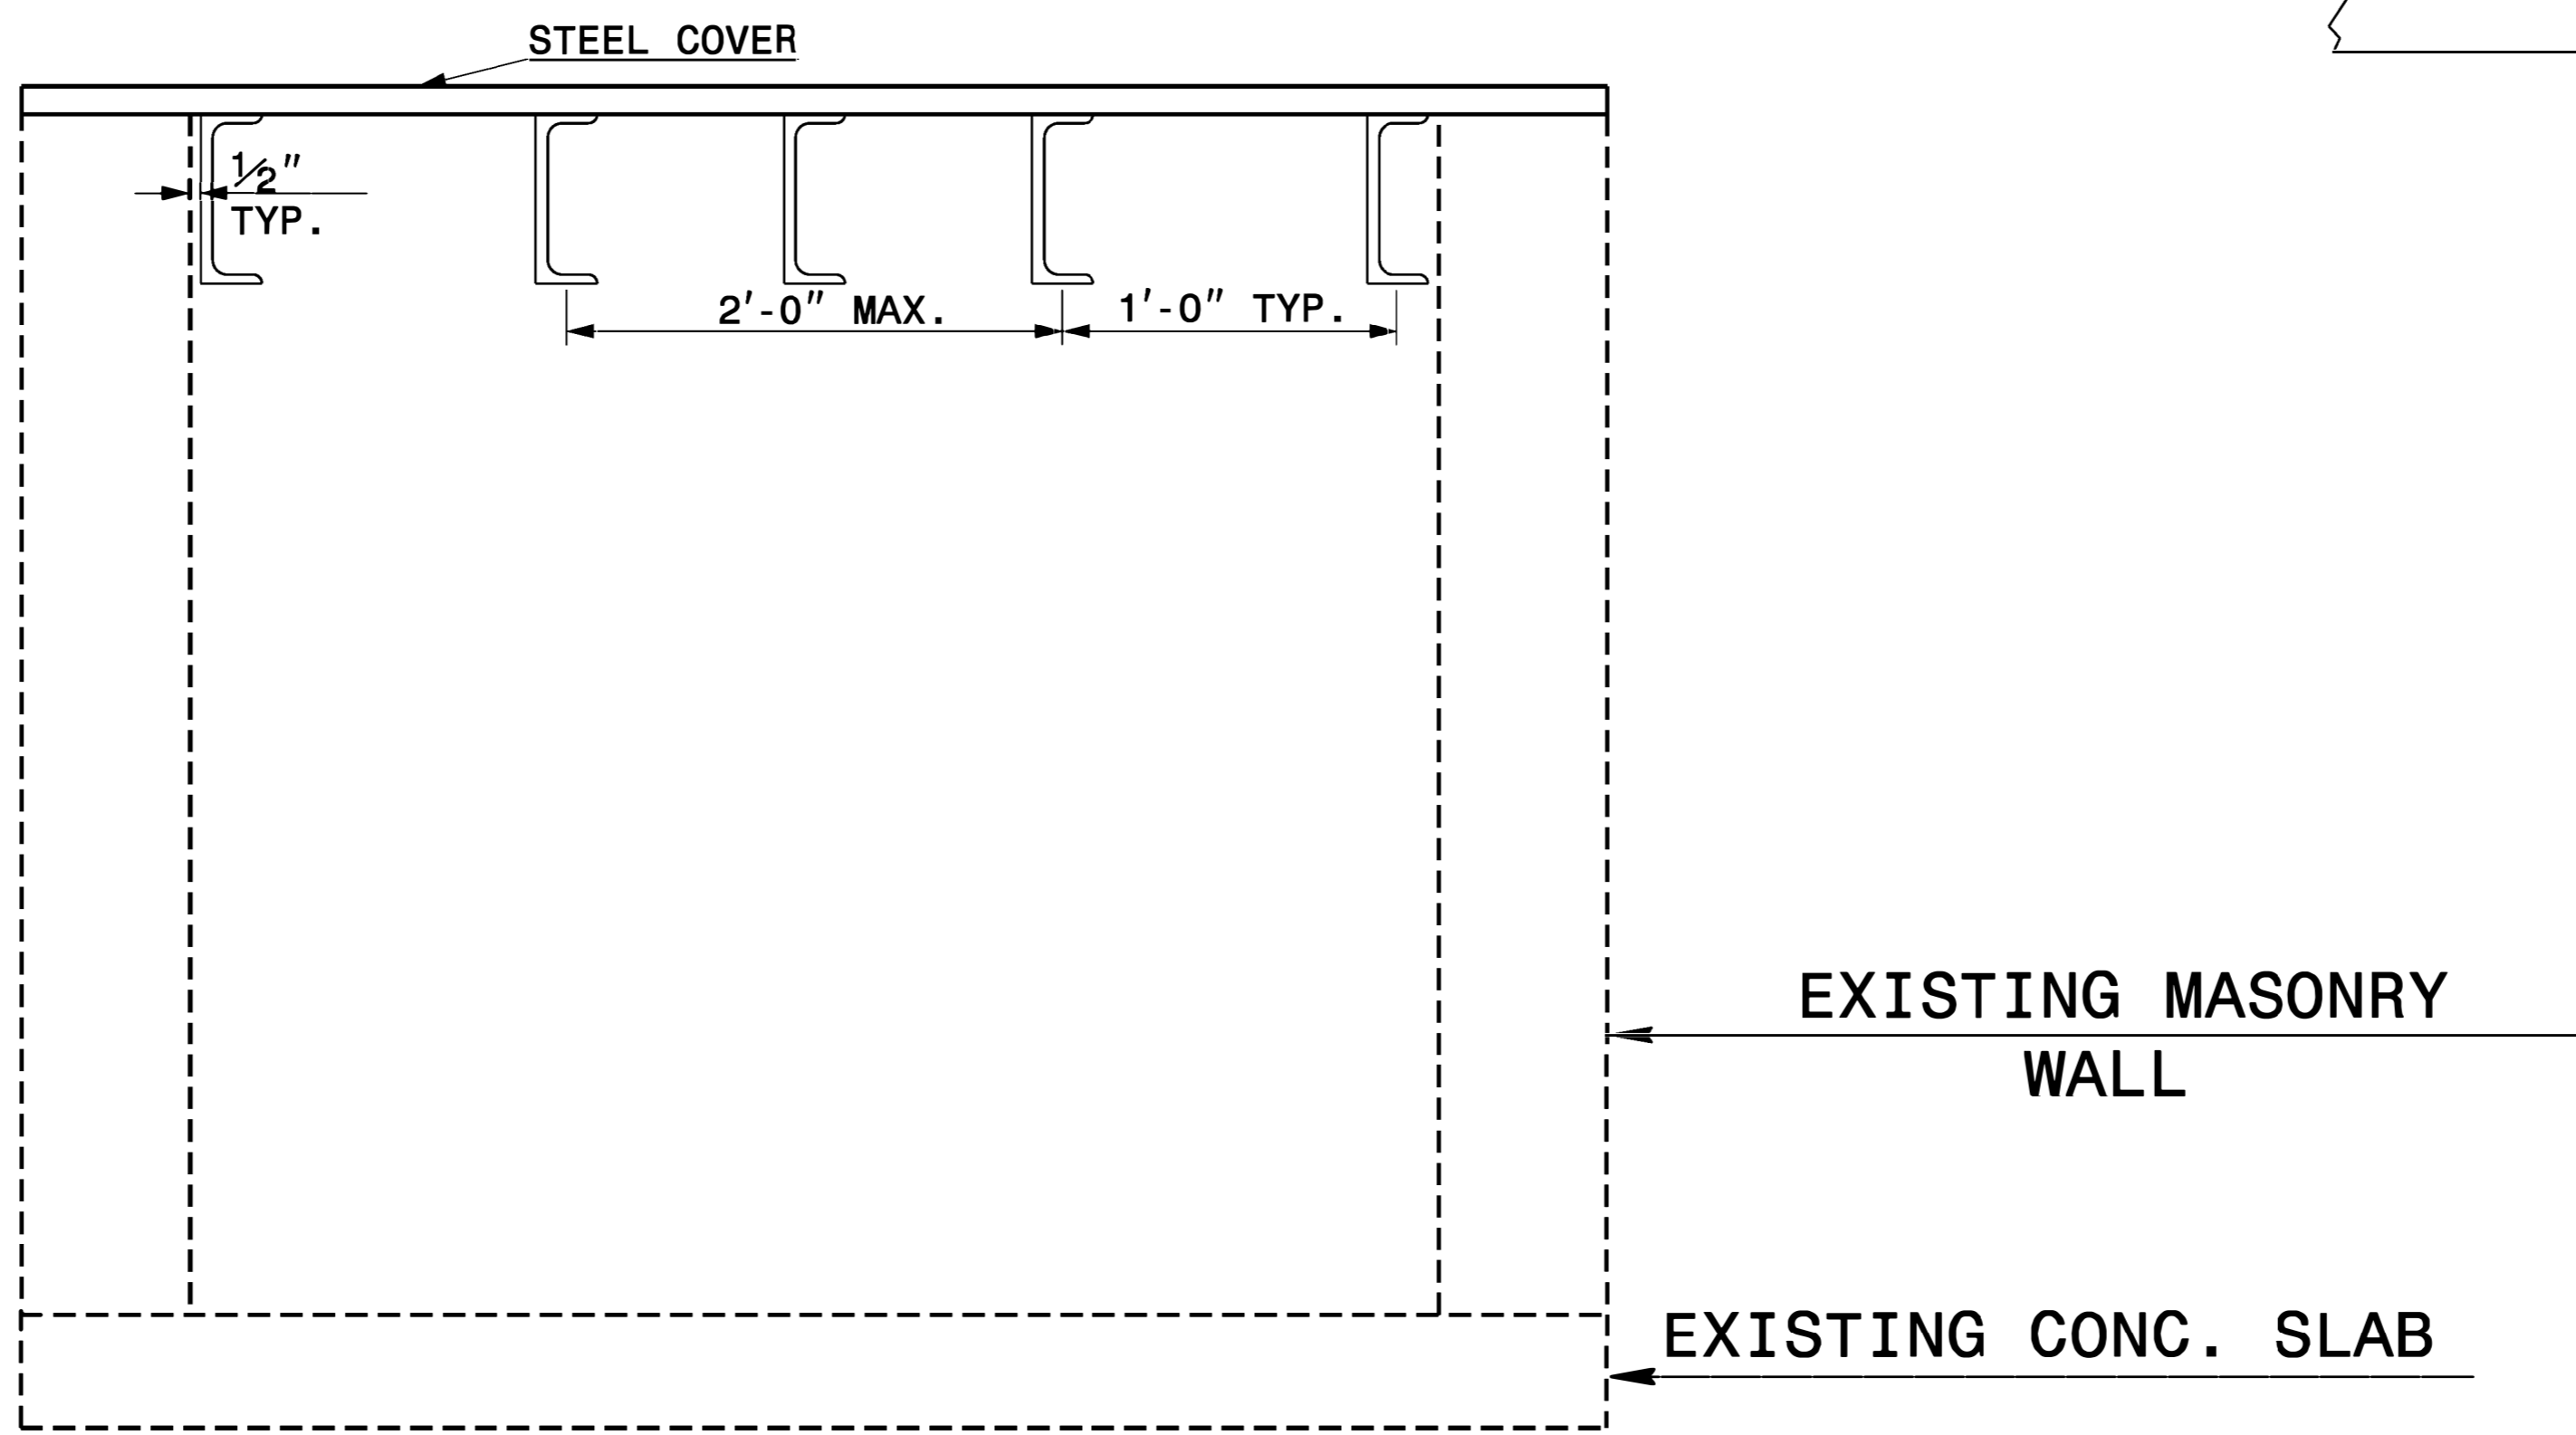 STEEL COVER
1/2"
TYP.
2'-0" MAX.
1'-0" TYP.
EXISTING MASONRY
WALL
EXISTING CONC. SLAB